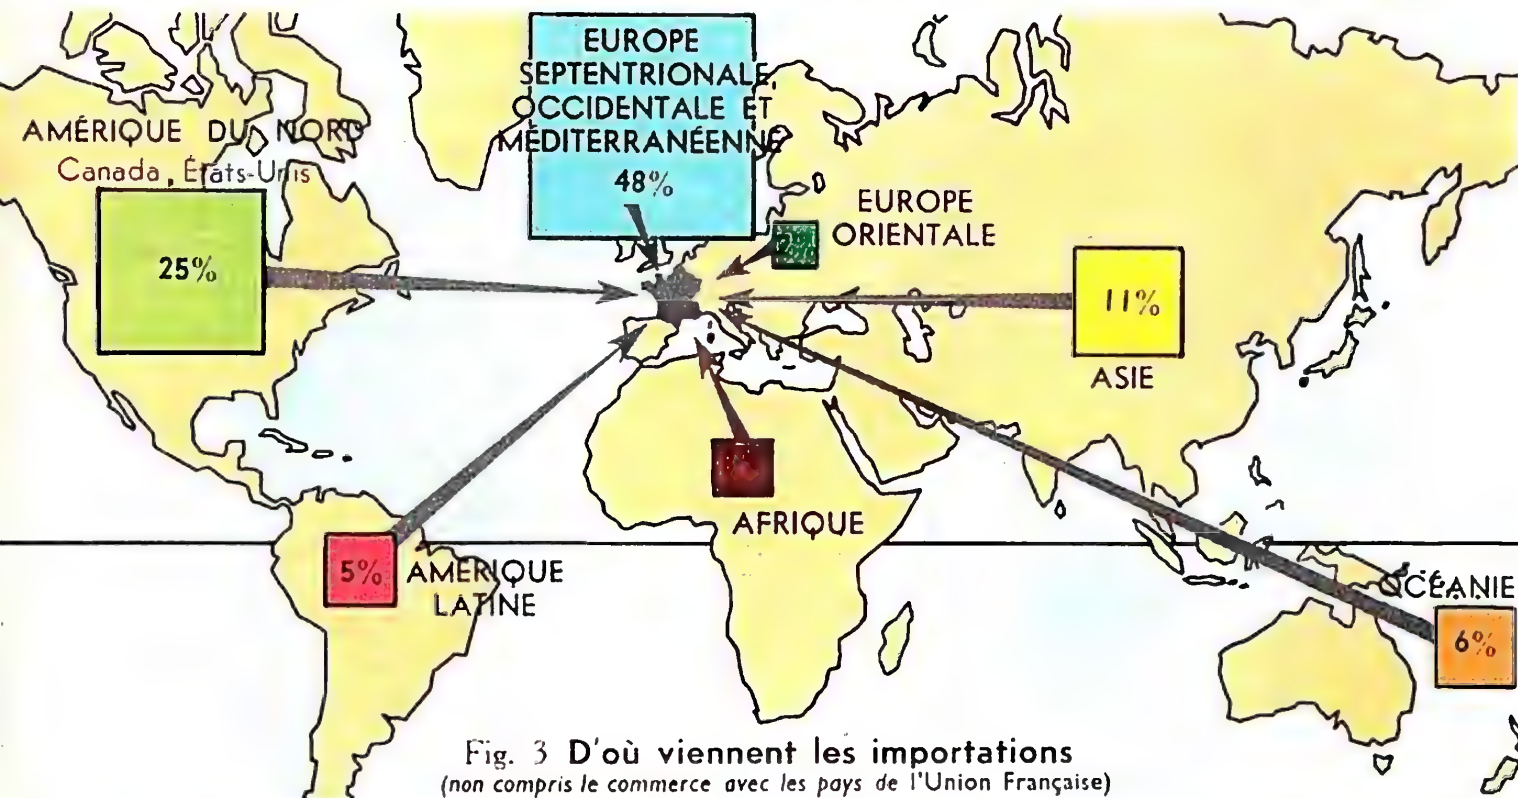 EUROPE
SEPTENTRIONALE,
OCCIDENTALE ET
MÉDITERRANÉENNE
48%
AMÉRIQUE DU NORD
Canada, États-Unis
25%
EUROPE
ORIENTALE
11%
ASIE
AFRIQUE
5%
AMÉRIQUE
LATINE
OCÉANIE
6%
Fig. 3 D'où viennent les importations
(non compris le commerce avec les pays de l'Union Française)